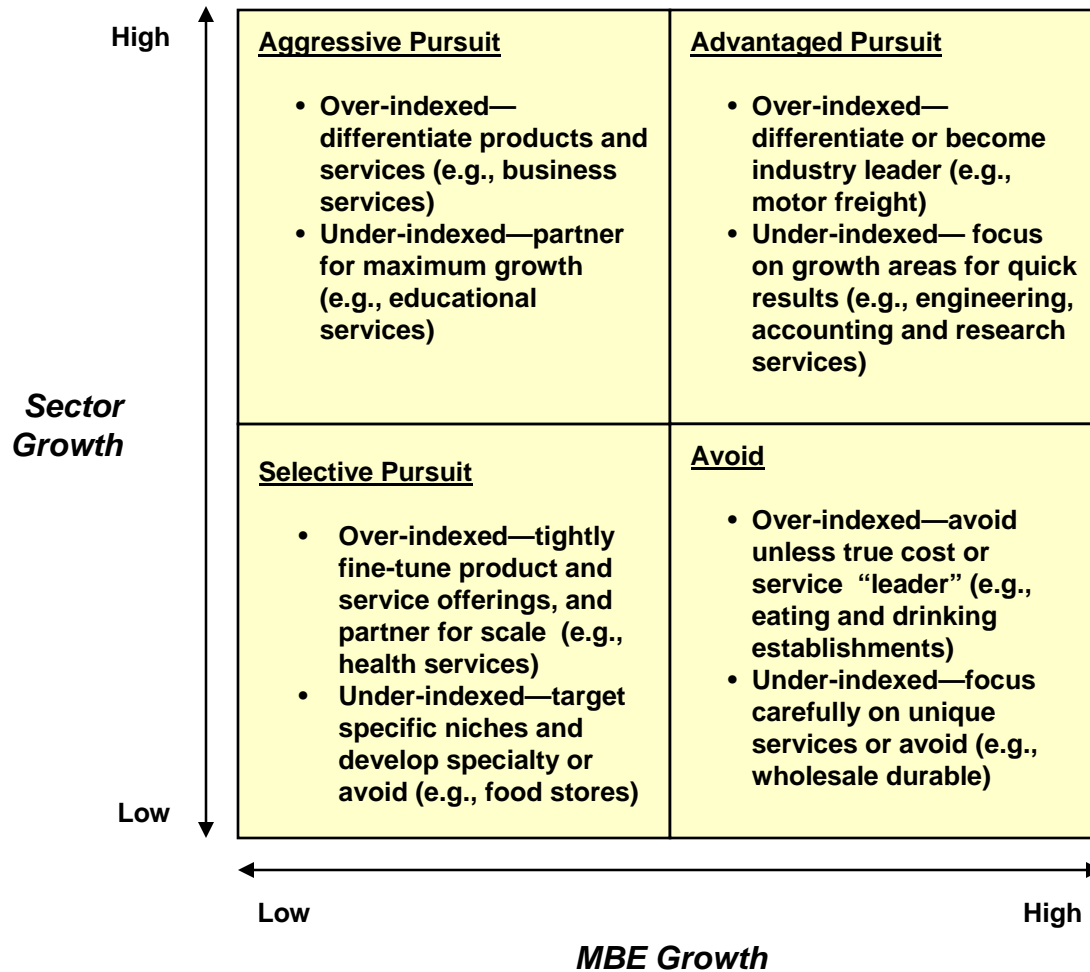 High
Aggressive Pursuit
• Over-indexed—
differentiate products and
services (e.g., business
services)
• Under-indexed—partner
for maximum growth
(e.g., educational
services)
Advantaged Pursuit
• Over-indexed—
differentiate or become
industry leader (e.g.,
motor freight)
• Under-indexed— focus
on growth areas for quick
results (e.g., engineering,
accounting and research
services)
Sector
Growth
Selective Pursuit
• Over-indexed—tightly
fine-tune product and
service offerings, and
partner for scale (e.g.,
health services)
• Under-indexed—target
specific niches and
develop specialty or
avoid (e.g., food stores)
Avoid
• Over-indexed—avoid
unless true cost or
service “leader” (e.g.,
eating and drinking
establishments)
• Under-indexed—focus
carefully on unique
services or avoid (e.g.,
wholesale durable)
Low
Low
High
MBE Growth